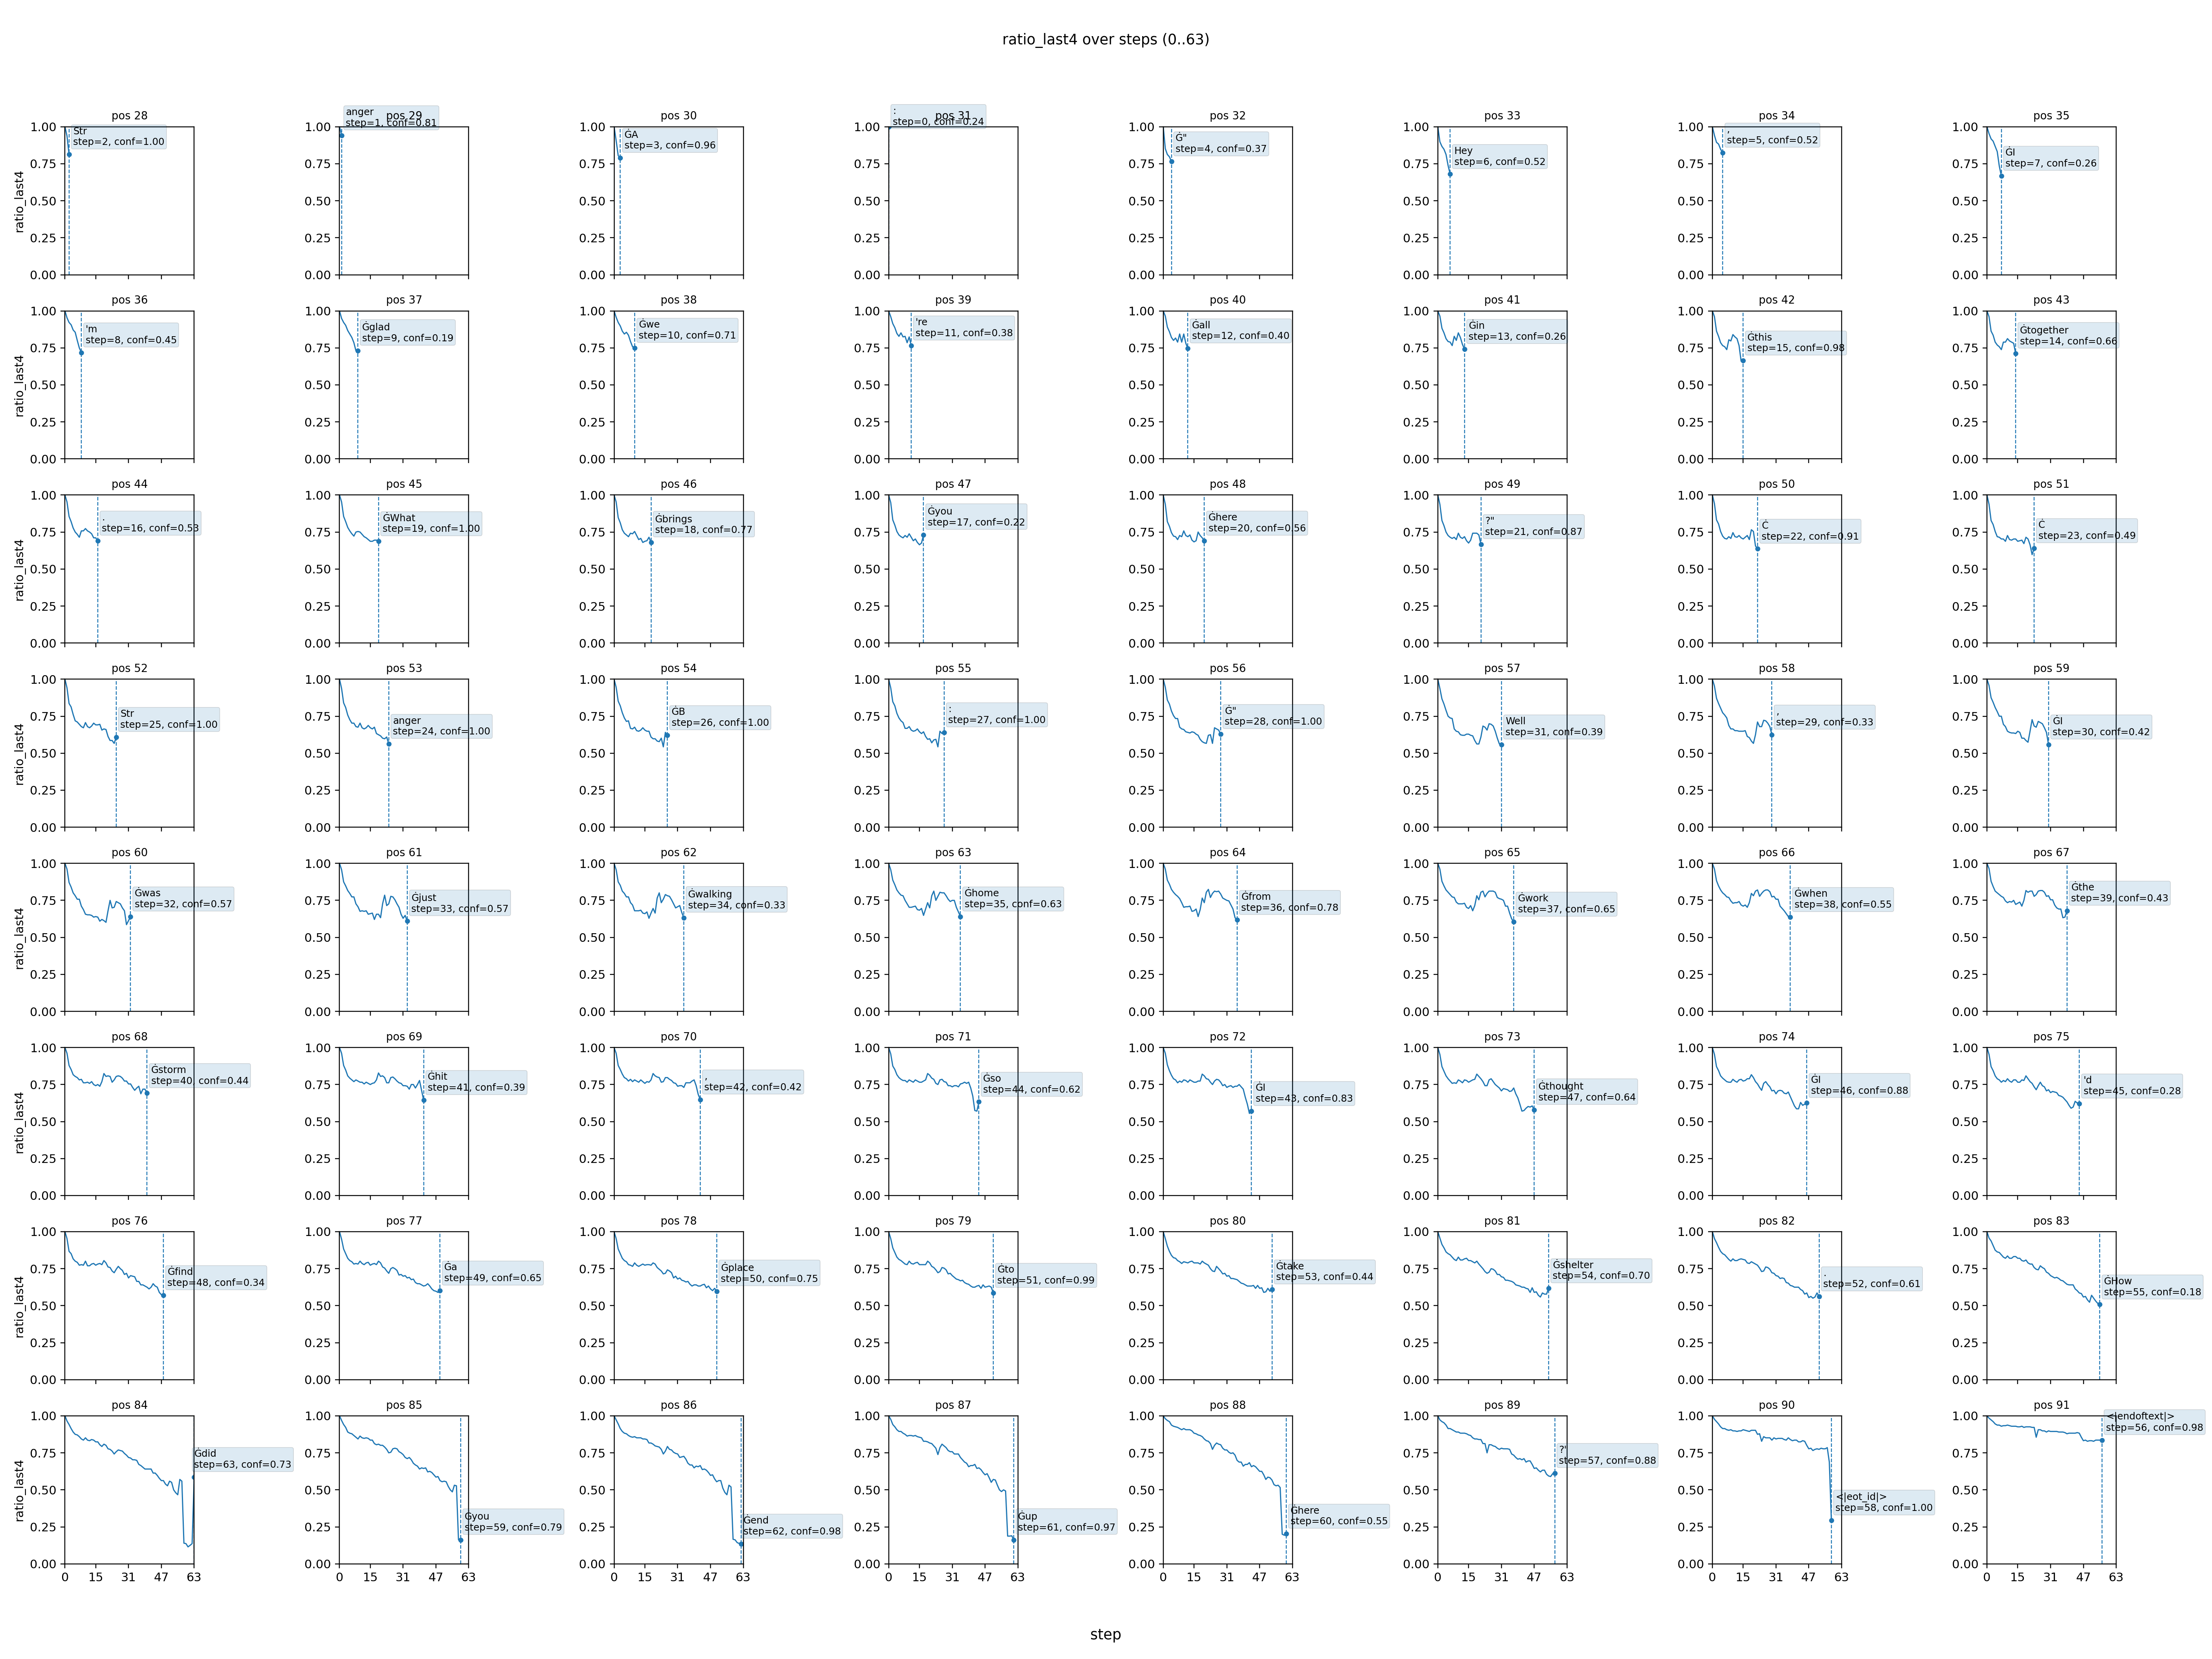 ratio_last4 over steps (0..63)
ratio_last4
1.00
0.75
0.50
0.25
0.00
pos 28
Str
step=2, conf=1.00
pos 29
anger
step=1, conf=0.81
pos 30
ĠA
step=3, conf=0.96
pos 31
:
step=0, conf=0.24
pos 32
Ġ"
step=4, conf=0.37
pos 33
Hey
step=6, conf=0.52
pos 34
,
step=5, conf=0.52
pos 35
ĠI
step=7, conf=0.26
ratio_last4
pos 36
'm
step=8, conf=0.45
pos 37
Ġglad
step=9, conf=0.19
pos 38
Ġwe
step=10, conf=0.71
pos 39
're
step=11, conf=0.38
pos 40
Ġall
step=12, conf=0.40
pos 41
Ġin
step=13, conf=0.26
pos 42
Ġthis
step=15, conf=0.98
pos 43
Ġtogether
step=14, conf=0.66
ratio_last4
pos 44
.
step=16, conf=0.53
pos 45
ĠWhat
step=19, conf=1.00
pos 46
Ġbrings
step=18, conf=0.77
pos 47
Ġyou
step=17, conf=0.22
pos 48
Ġhere
step=20, conf=0.56
pos 49
?"
step=21, conf=0.87
pos 50
Ċ
step=22, conf=0.91
pos 51
Ċ
step=23, conf=0.49
ratio_last4
pos 52
Str
step=25, conf=1.00
pos 53
anger
step=24, conf=1.00
pos 54
ĠB
step=26, conf=1.00
pos 55
:
step=27, conf=1.00
pos 56
Ġ"
step=28, conf=1.00
pos 57
Well
step=31, conf=0.39
pos 58
,
step=29, conf=0.33
pos 59
ĠI
step=30, conf=0.42
ratio_last4
pos 60
Ġwas
step=32, conf=0.57
pos 61
Ġjust
step=33, conf=0.57
pos 62
Ġwalking
step=34, conf=0.33
pos 63
Ġhome
step=35, conf=0.63
pos 64
Ġfrom
step=36, conf=0.78
pos 65
Ġwork
step=37, conf=0.65
pos 66
Ġwhen
step=38, conf=0.55
pos 67
Ġthe
step=39, conf=0.43
ratio_last4
pos 68
Ġstorm
step=40, conf=0.44
pos 69
Ġhit
step=41, conf=0.39
pos 70
,
step=42, conf=0.42
pos 71
Ġso
step=44, conf=0.62
pos 72
ĠI
step=43, conf=0.83
pos 73
Ġthought
step=47, conf=0.64
pos 74
ĠI
step=46, conf=0.88
pos 75
'd
step=45, conf=0.28
ratio_last4
pos 76
Ġfind
step=48, conf=0.34
pos 77
Ġa
step=49, conf=0.65
pos 78
Ġplace
step=50, conf=0.75
pos 79
Ġto
step=51, conf=0.99
pos 80
Ġtake
step=53, conf=0.44
pos 81
Ġshelter
step=54, conf=0.70
pos 82
.
step=52, conf=0.61
pos 83
ĠHow
step=55, conf=0.18
ratio_last4
pos 84
Ġdid
step=63, conf=0.73
pos 85
Ġyou
step=59, conf=0.79
pos 86
Ġend
step=62, conf=0.98
pos 87
Ġup
step=61, conf=0.97
pos 88
Ġhere
step=60, conf=0.55
pos 89
?"
step=57, conf=0.88
pos 90
<|eot_id|>
step=58, conf=1.00
pos 91
<|endoftext|>
step=56, conf=0.98
0 15 31 47 63
step